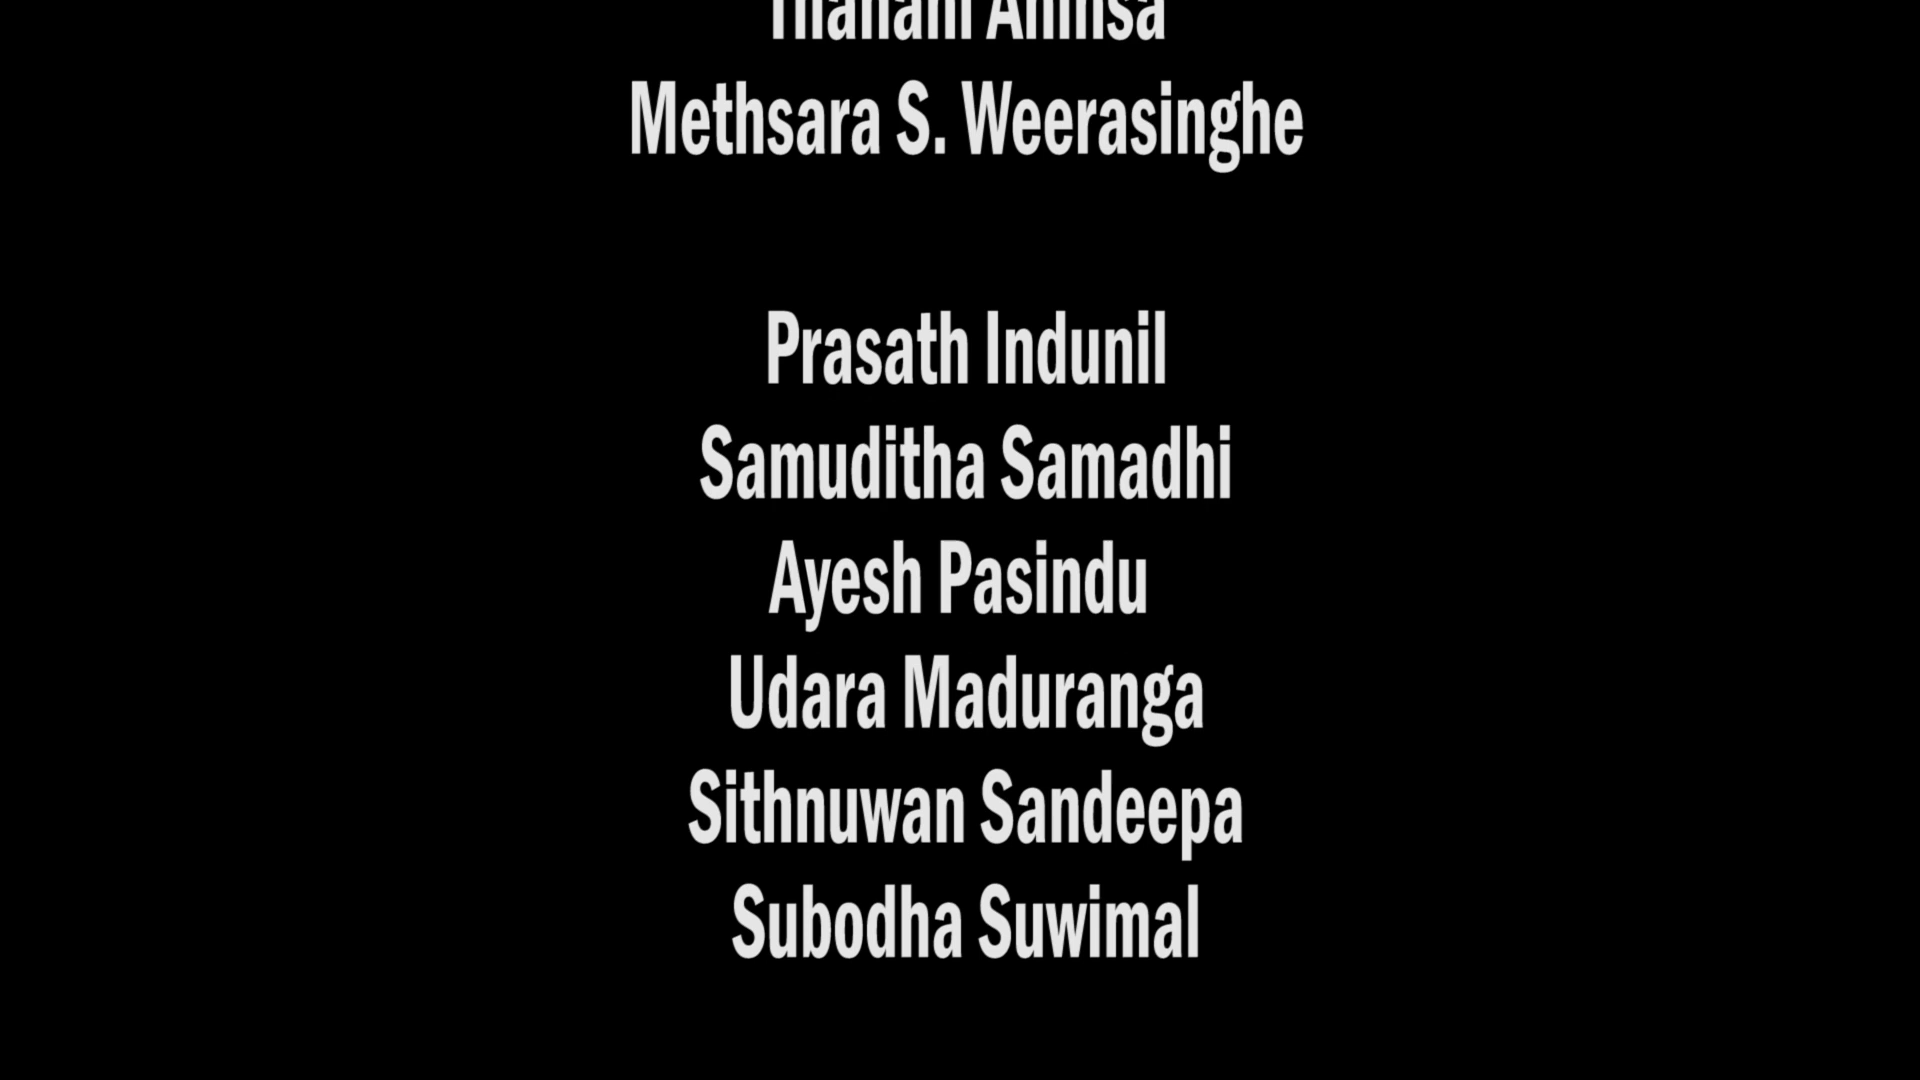 Methsara S. Weerasinghe
Prasath Indunil
Samuditha Samadhi
Ayesh Pasindu
Udara Maduranga
Sithnuwan Sandeepa
Subodha Suwimal